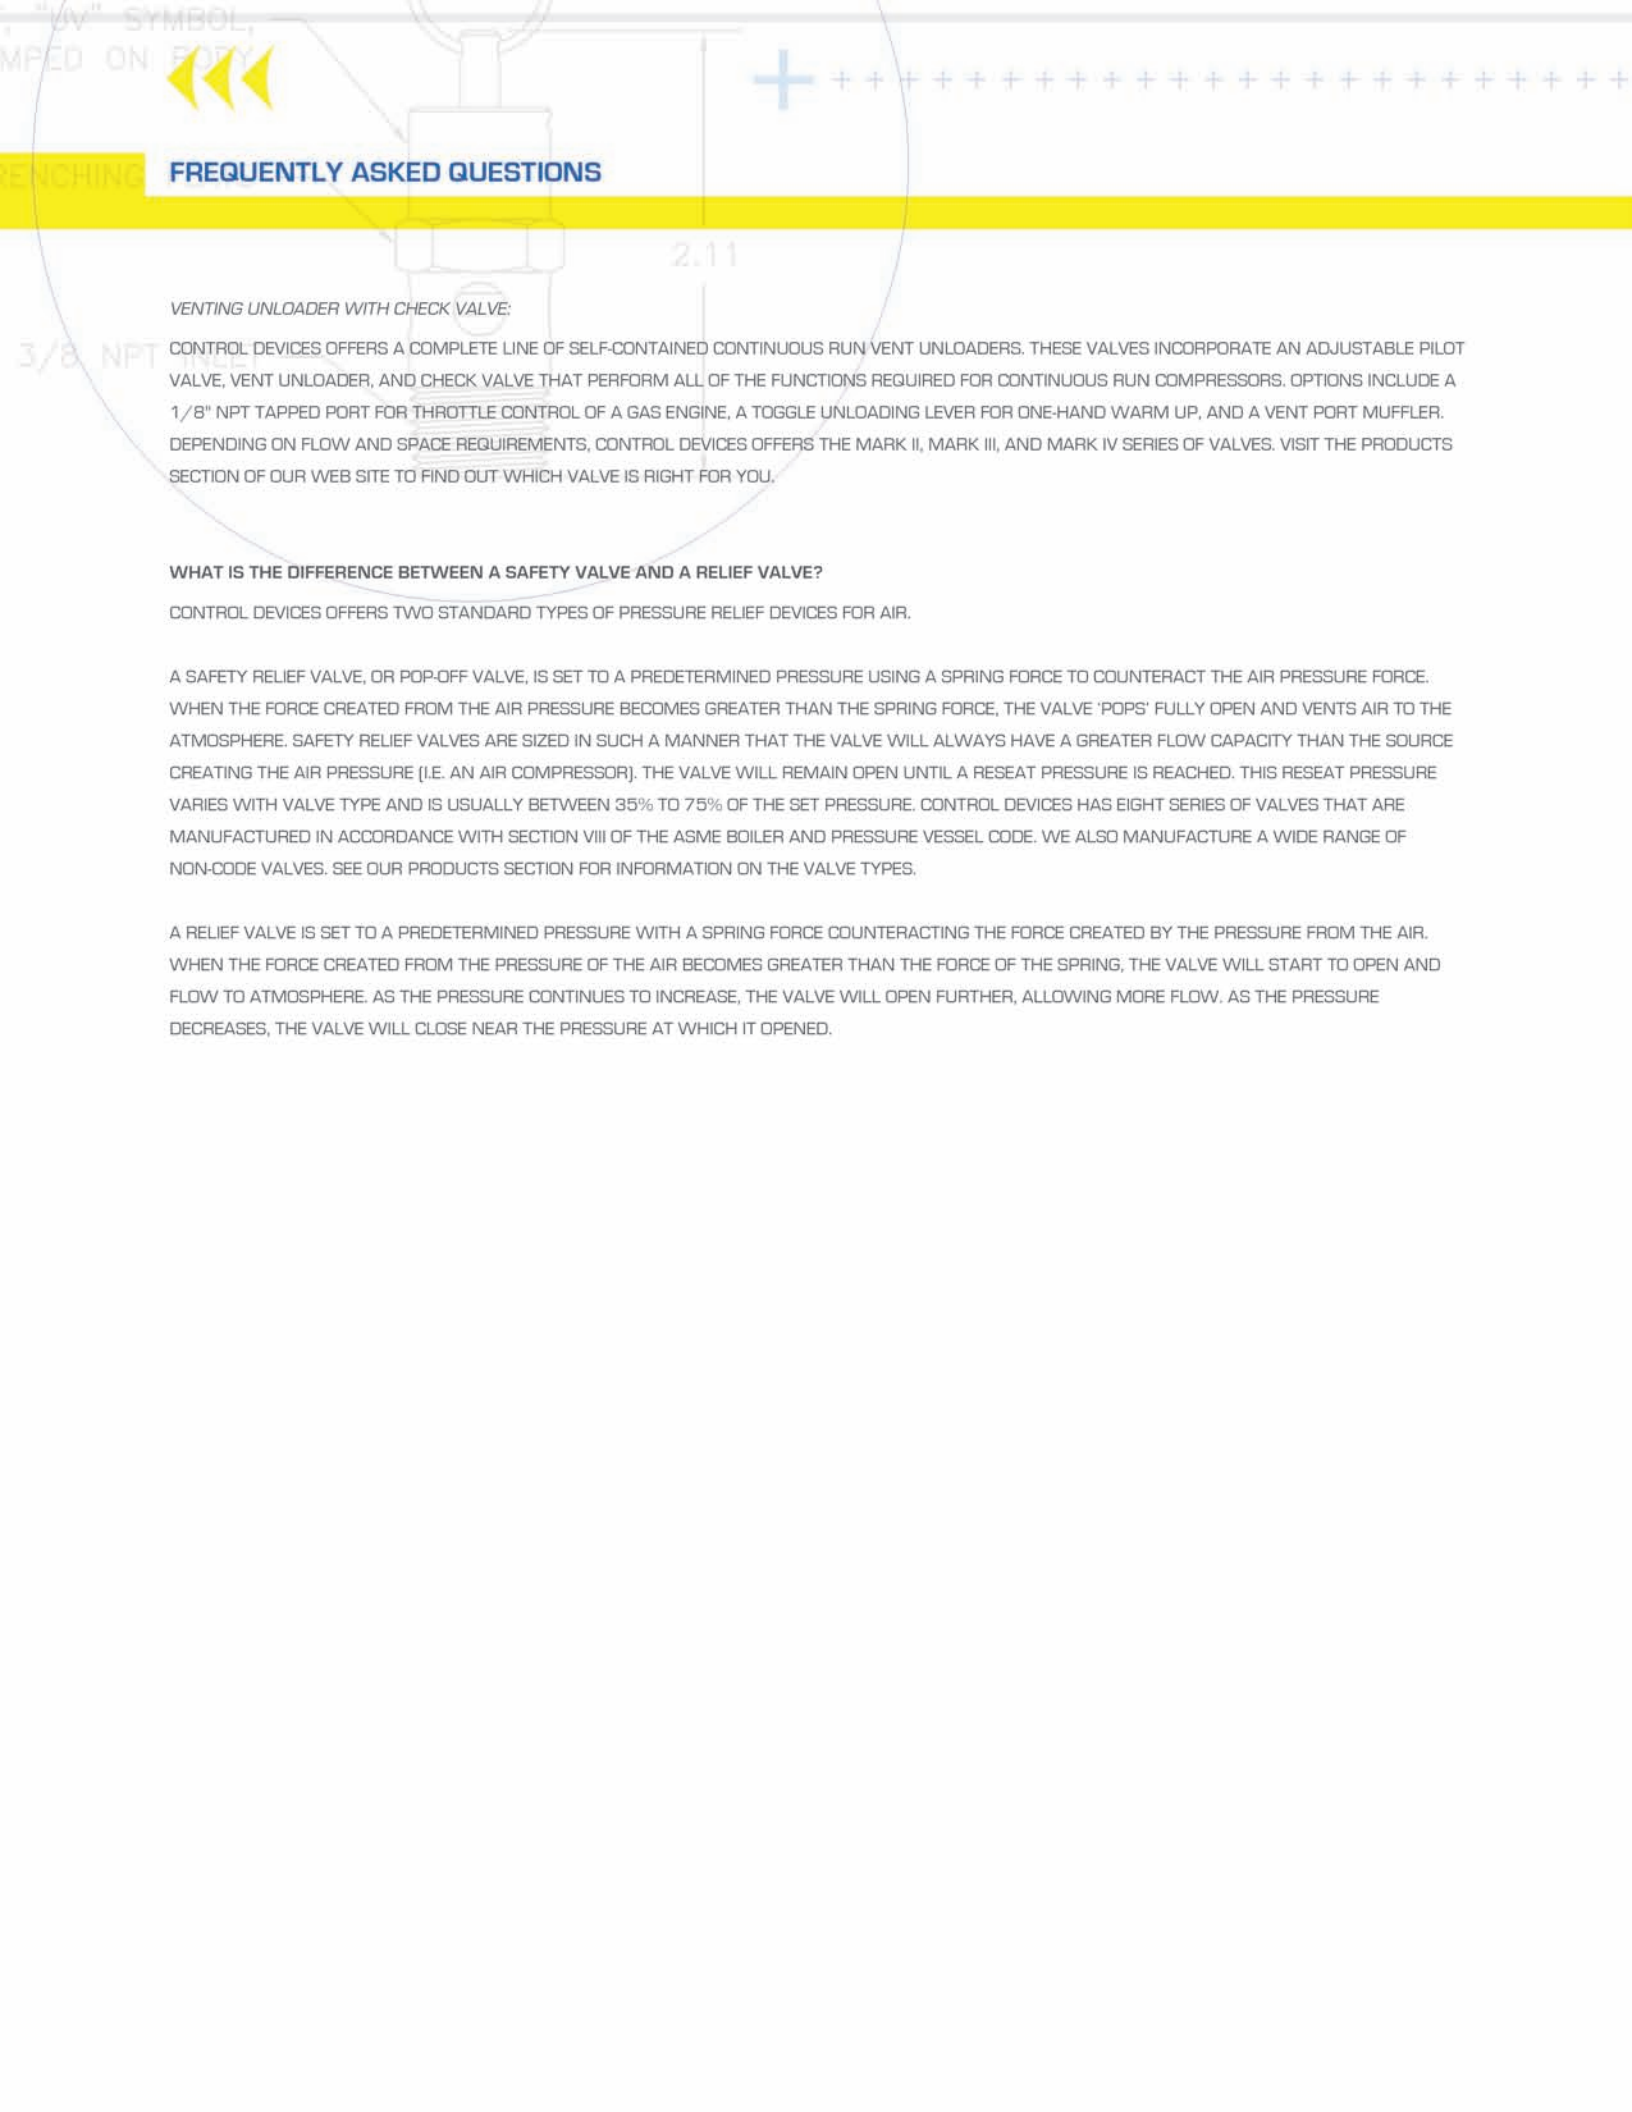 , "UV" SYMBOL,
MPED ON BODY
RENCHING FLATS
FREQUENTLY ASKED QUESTIONS
2.11
3/8 NPT INLET
VENTING UNLOADER WITH CHECK VALVE:
CONTROL DEVICES OFFERS A COMPLETE LINE OF SELF-CONTAINED CONTINUOUS RUN VENT UNLOADERS. THESE VALVES INCORPORATE AN ADJUSTABLE PILOT
VALVE, VENT UNLOADER, AND CHECK VALVE THAT PERFORM ALL OF THE FUNCTIONS REQUIRED FOR CONTINUOUS RUN COMPRESSORS. OPTIONS INCLUDE A
1/8" NPT TAPPED PORT FOR THROTTLE CONTROL OF A GAS ENGINE, A TOGGLE UNLOADING LEVER FOR ONE-HAND WARM UP, AND A VENT PORT MUFFLER.
DEPENDING ON FLOW AND SPACE REQUIREMENTS, CONTROL DEVICES OFFERS THE MARK II, MARK III, AND MARK IV SERIES OF VALVES. VISIT THE PRODUCTS
SECTION OF OUR WEB SITE TO FIND OUT WHICH VALVE IS RIGHT FOR YOU.
WHAT IS THE DIFFERENCE BETWEEN A SAFETY VALVE AND A RELIEF VALVE?
CONTROL DEVICES OFFERS TWO STANDARD TYPES OF PRESSURE RELIEF DEVICES FOR AIR.
A SAFETY RELIEF VALVE, OR POP-OFF VALVE, IS SET TO A PREDETERMINED PRESSURE USING A SPRING FORCE TO COUNTERACT THE AIR PRESSURE FORCE.
WHEN THE FORCE CREATED FROM THE AIR PRESSURE BECOMES GREATER THAN THE SPRING FORCE, THE VALVE 'POPS' FULLY OPEN AND VENTS AIR TO THE
ATMOSPHERE. SAFETY RELIEF VALVES ARE SIZED IN SUCH A MANNER THAT THE VALVE WILL ALWAYS HAVE A GREATER FLOW CAPACITY THAN THE SOURCE
CREATING THE AIR PRESSURE (I.E. AN AIR COMPRESSOR). THE VALVE WILL REMAIN OPEN UNTIL A RESEAT PRESSURE IS REACHED. THIS RESEAT PRESSURE
VARIES WITH VALVE TYPE AND IS USUALLY BETWEEN 35% TO 75% OF THE SET PRESSURE. CONTROL DEVICES HAS EIGHT SERIES OF VALVES THAT ARE
MANUFACTURED IN ACCORDANCE WITH SECTION VIII OF THE ASME BOILER AND PRESSURE VESSEL CODE. WE ALSO MANUFACTURE A WIDE RANGE OF
NON-CODE VALVES. SEE OUR PRODUCTS SECTION FOR INFORMATION ON THE VALVE TYPES.
A RELIEF VALVE IS SET TO A PREDETERMINED PRESSURE WITH A SPRING FORCE COUNTERACTING THE FORCE CREATED BY THE PRESSURE FROM THE AIR.
WHEN THE FORCE CREATED FROM THE PRESSURE OF THE AIR BECOMES GREATER THAN THE FORCE OF THE SPRING, THE VALVE WILL START TO OPEN AND
FLOW TO ATMOSPHERE. AS THE PRESSURE CONTINUES TO INCREASE, THE VALVE WILL OPEN FURTHER, ALLOWING MORE FLOW. AS THE PRESSURE
DECREASES, THE VALVE WILL CLOSE NEAR THE PRESSURE AT WHICH IT OPENED.